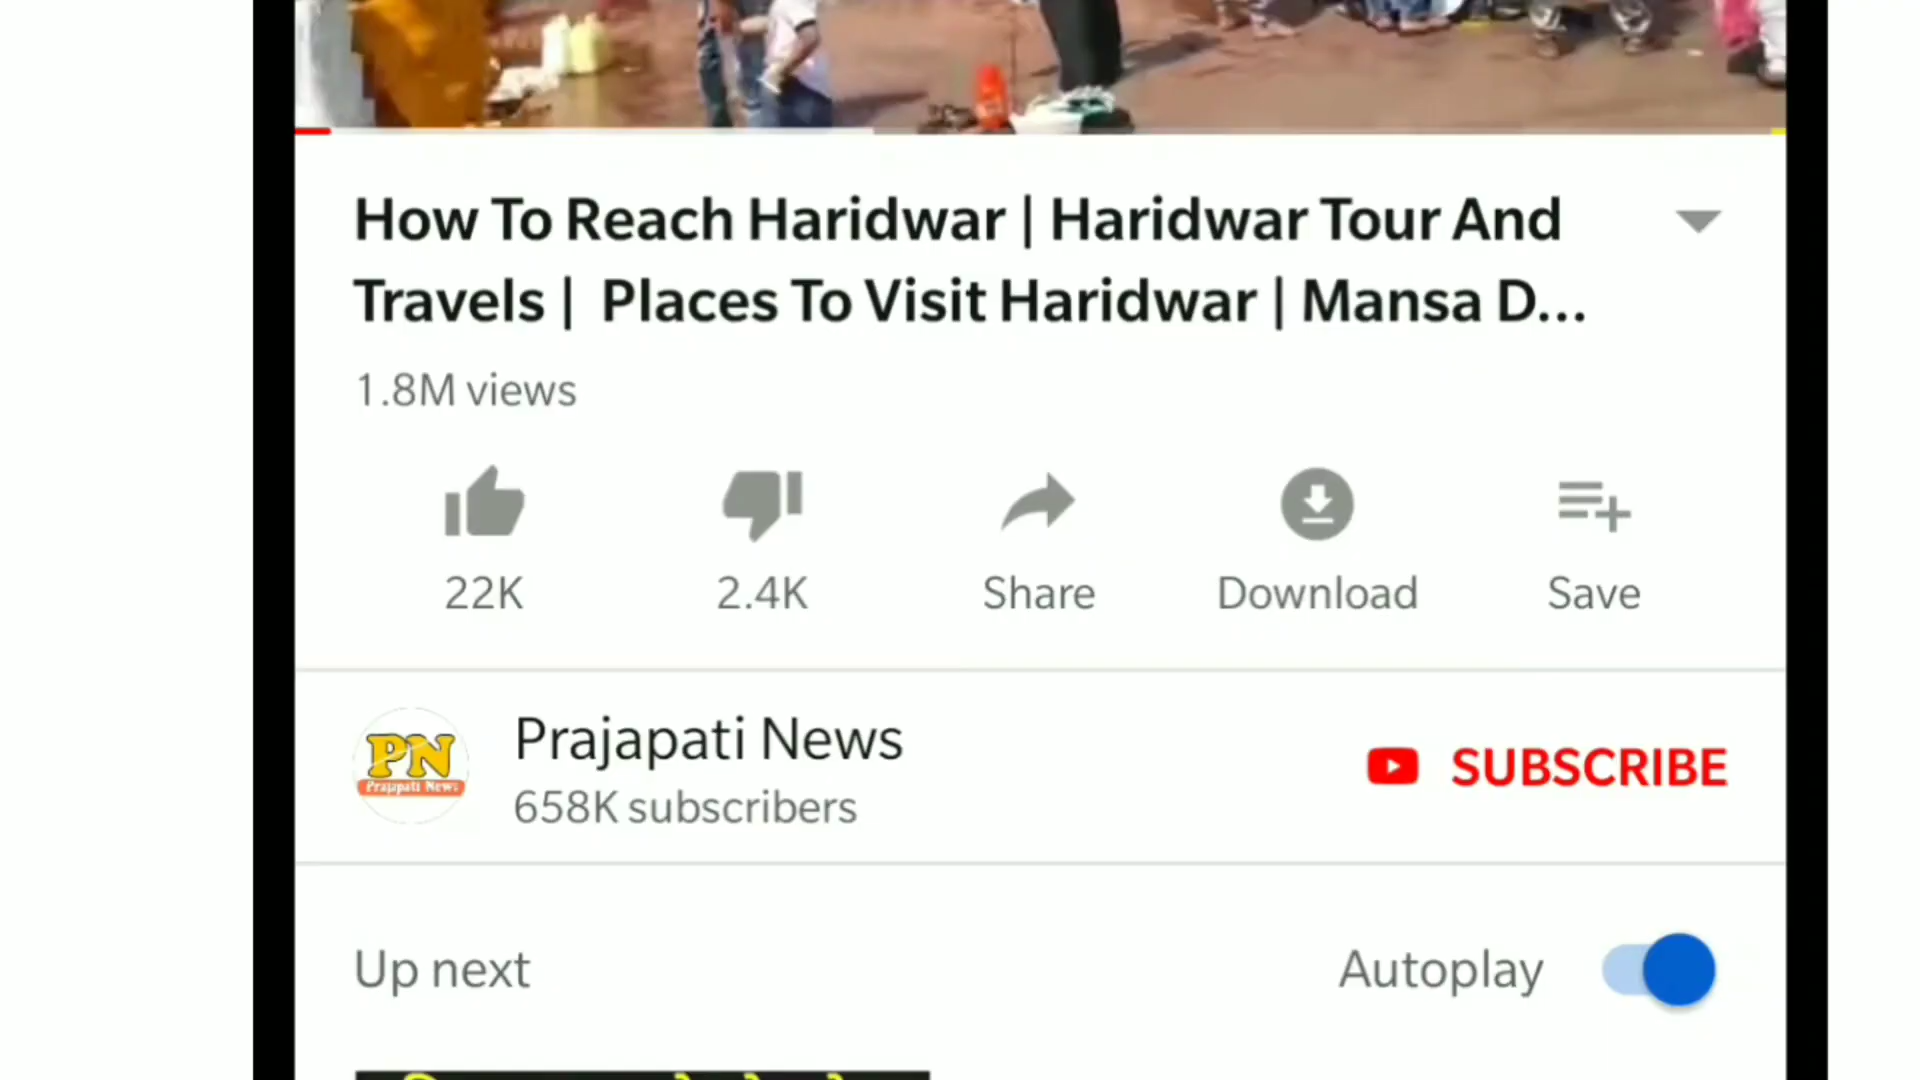 How To Reach Haridwar | Haridwar Tour And
Travels | Places To Visit Haridwar | Mansa D...
1.8M views
22K
2.4K
Share
Download
Save
PN
Prajapati News
Prajapati News
658K subscribers
SUBSCRIBE
Up next
Autoplay